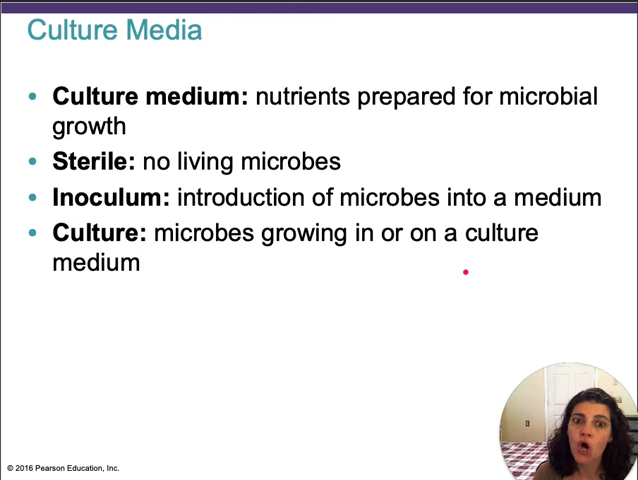 Culture Media
• Culture medium: nutrients prepared for microbial
growth
• Sterile: no living microbes
• Inoculum: introduction of microbes into a medium
• Culture: microbes growing in or on a culture
medium
© 2016 Pearson Education, Inc.